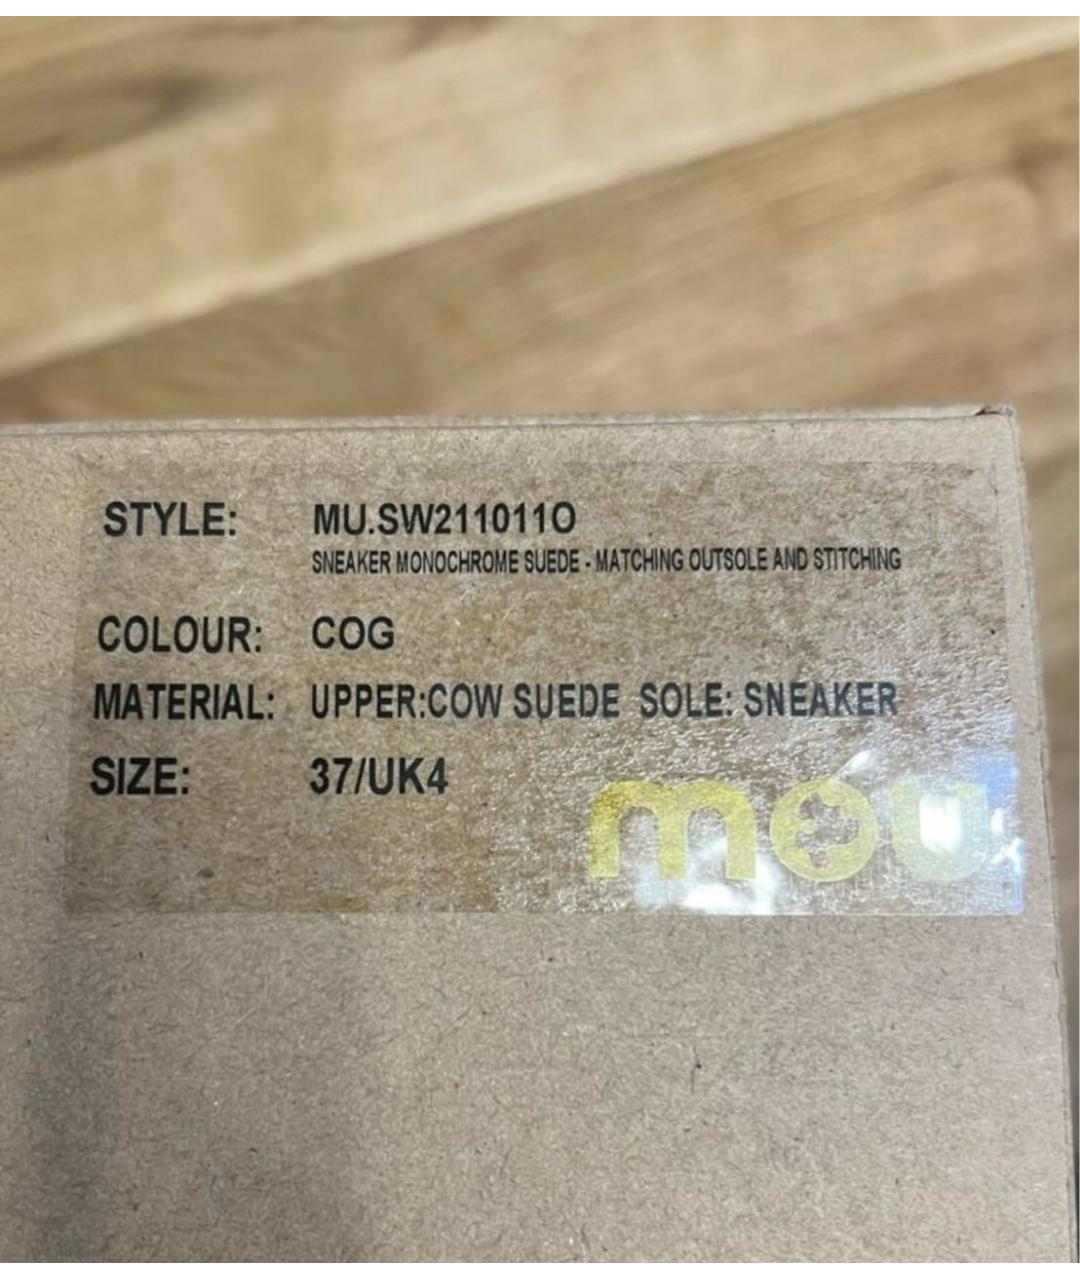 STYLE: MU.SW211011O
SNEAKER MONOCHROME SUEDE - MATCHING OUTSOLE AND STITCHING
COLOUR: COG
MATERIAL: UPPER:COW SUEDE SOLE: SNEAKER
SIZE: 37/UK4
mou